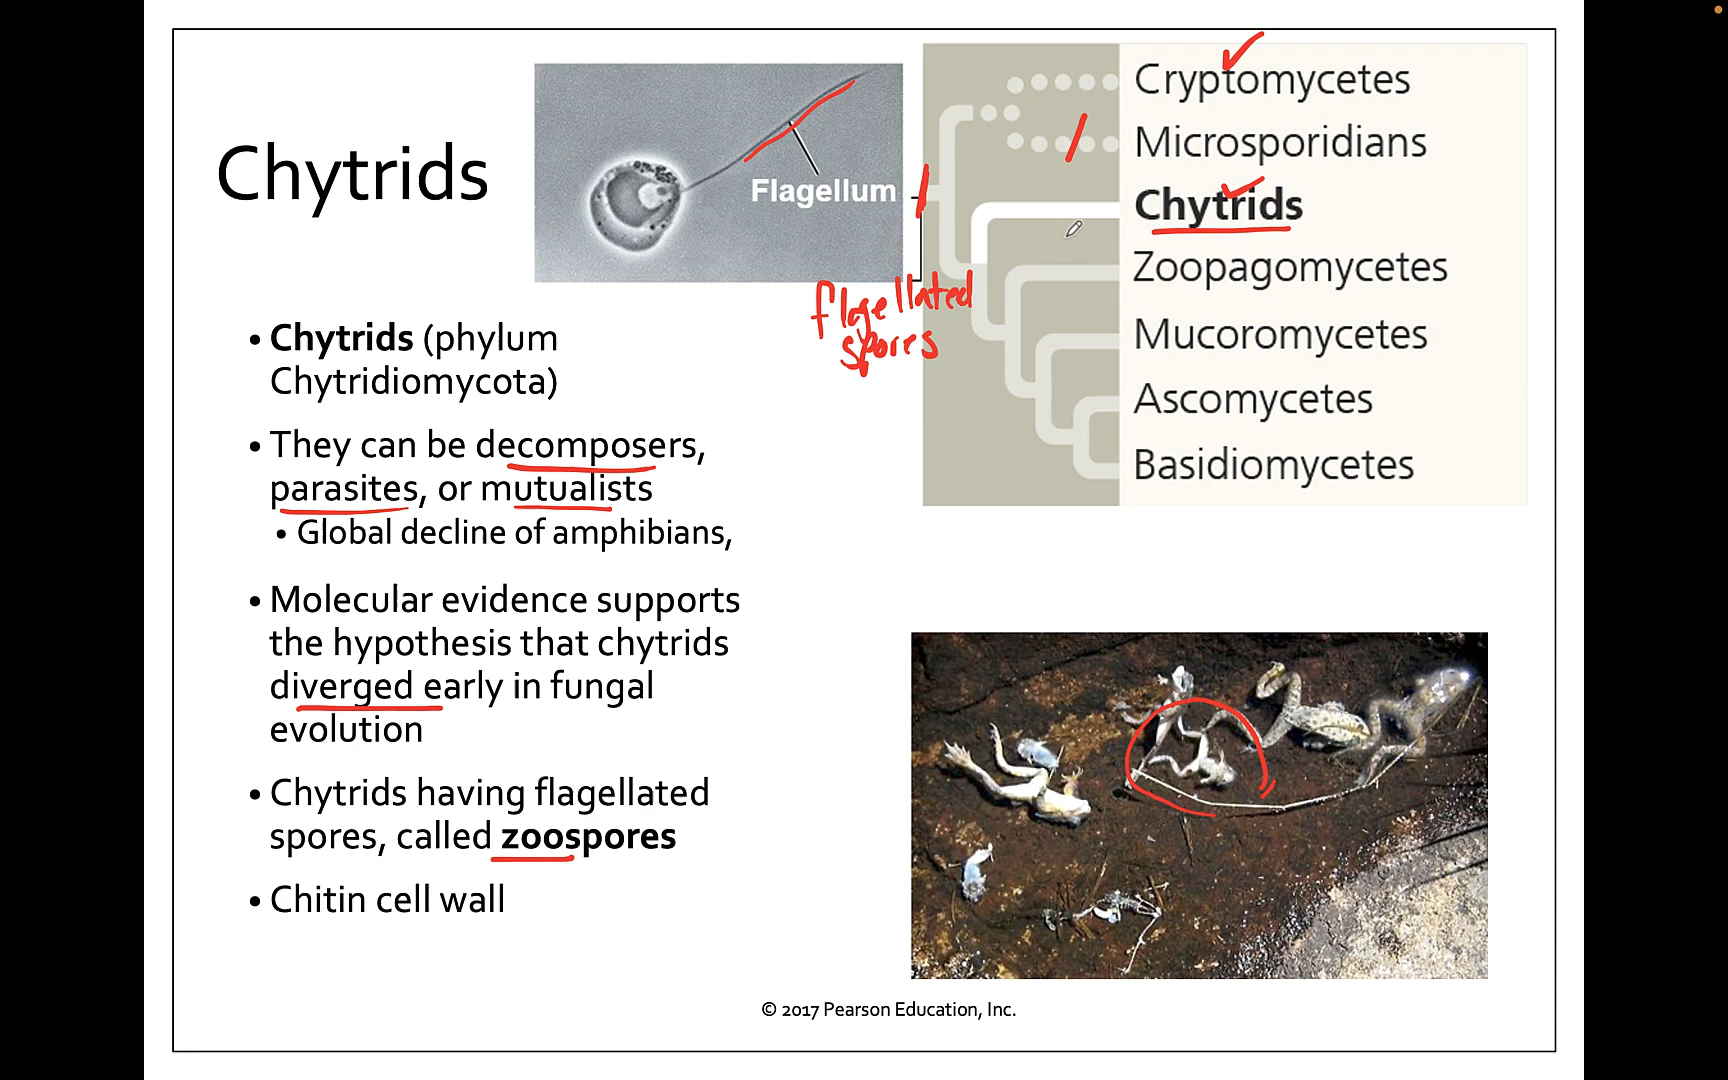 Chytrids
Flagellum
Cryptomycetes
Microsporidians
Chytrids
Zoopagomycetes
Mucoromycetes
Ascomycetes
Basidiomycetes
flagellated
spores
• Chytrids (phylum
Chytridiomycota)
• They can be decomposers,
parasites, or mutualists
• Global decline of amphibians,
• Molecular evidence supports
the hypothesis that chytrids
diverged early in fungal
evolution
• Chytrids having flagellated
spores, called zoospores
• Chitin cell wall
© 2017 Pearson Education, Inc.